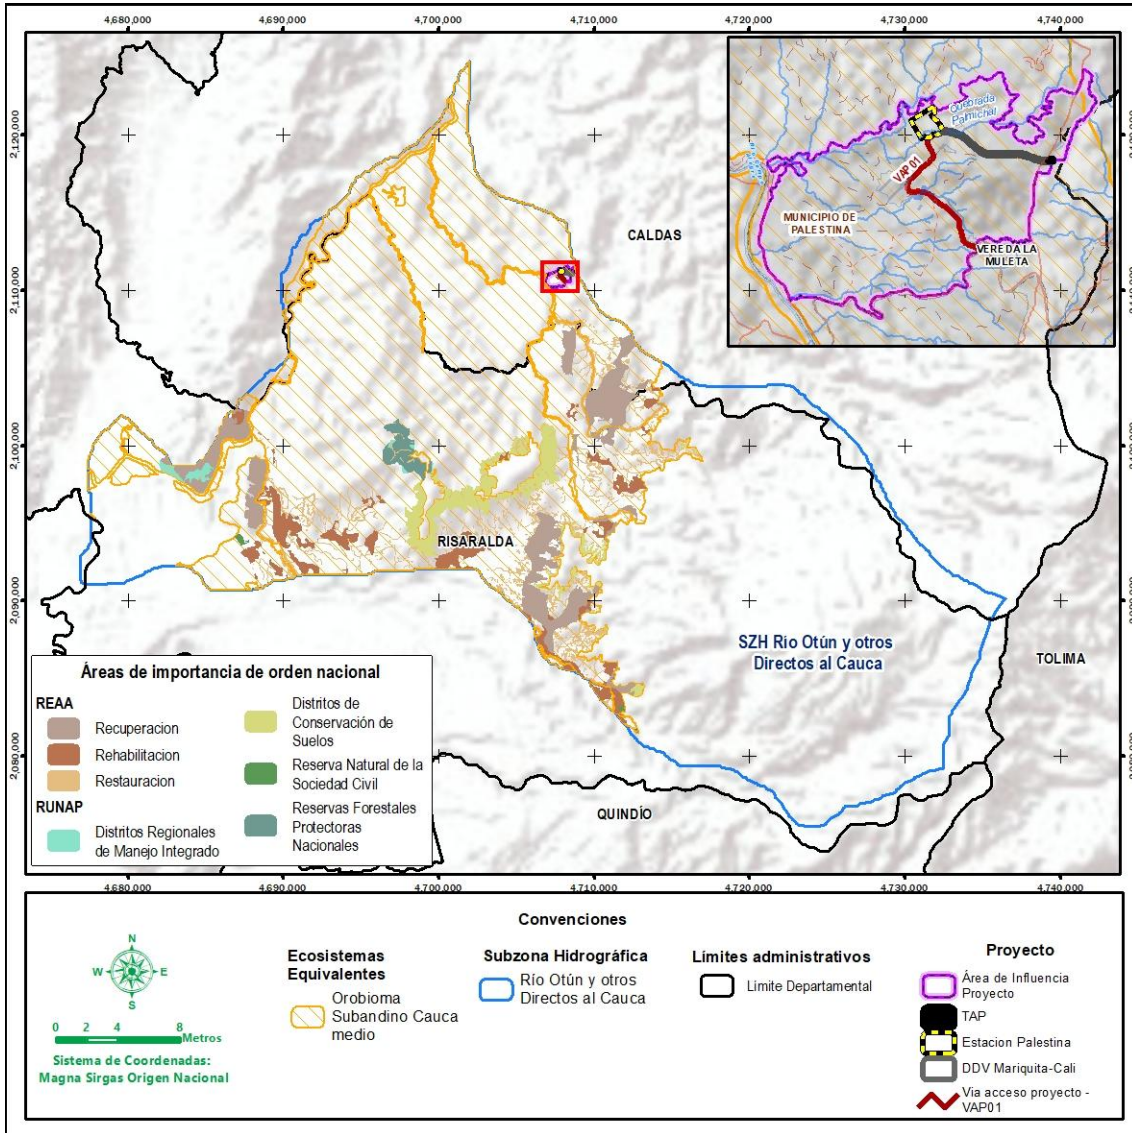 4,680,000
4,690,000
4,700,000
4,710,000
4,720,000
4,730,000
4,740,000
2,120,000
2,110,000
2,100,000
2,090,000
2,080,000
Quebrada
Palmichal
VAP01
MUNICIPIO DE
PALESTINA
VEREDA LA
MULETA
CALDAS
RISARALDA
SZH Río Otún y otros
Directos al Cauca
TOLIMA
QUINDÍO
Áreas de importancia de orden nacional
REAA
Recuperacion
Rehabilitacion
Restauracion
RUNAP
Distritos Regionales
de Manejo Integrado
Distritos de
Conservación de
Suelos
Reserva Natural de la
Sociedad Civil
Reservas Forestales
Protectoras
Nacionales
4,680,000
4,690,000
4,700,000
4,710,000
4,720,000
4,730,000
4,740,000
Convenciones
N
W
E
S
0 2 4 8
Metros
Sistema de Coordenadas:
Magna Sirgas Origen Nacional
Ecosistemas
Equivalentes
Orobioma
Subandino Cauca
medio
Subzona Hidrográfica
Río Otún y otros
Directos al Cauca
Límites administrativos
Limite Departamental
Proyecto
Área de Influencia
Proyecto
TAP
Estacion Palestina
DDV Mariquita-Cali
Via acceso proyecto -
VAP01